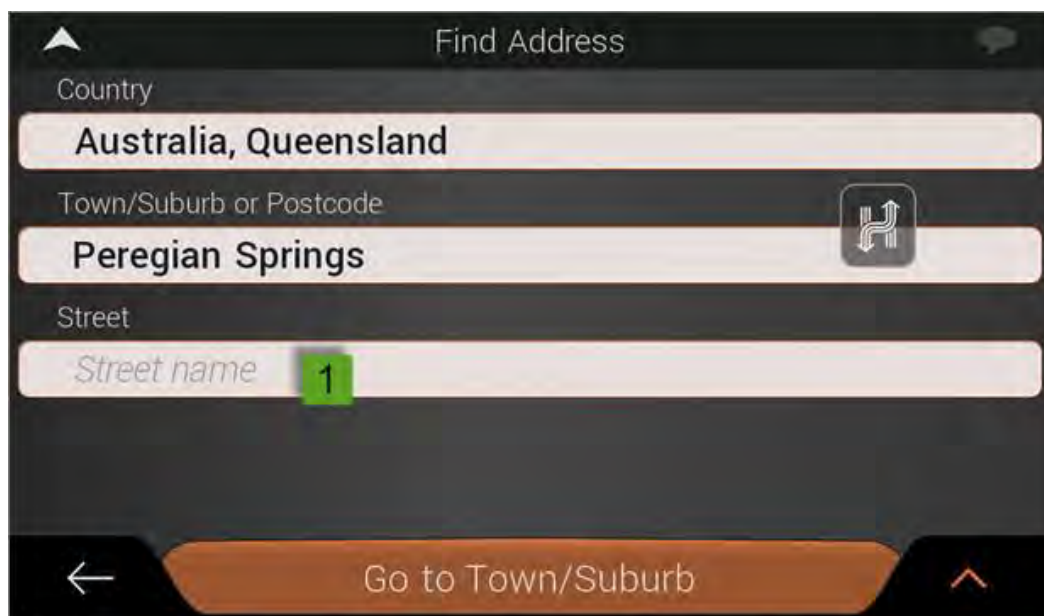 Find Address
Country
Australia, Queensland
Town/Suburb or Postcode
Peregian Springs
Street
Street name 1
Go to Town/Suburb